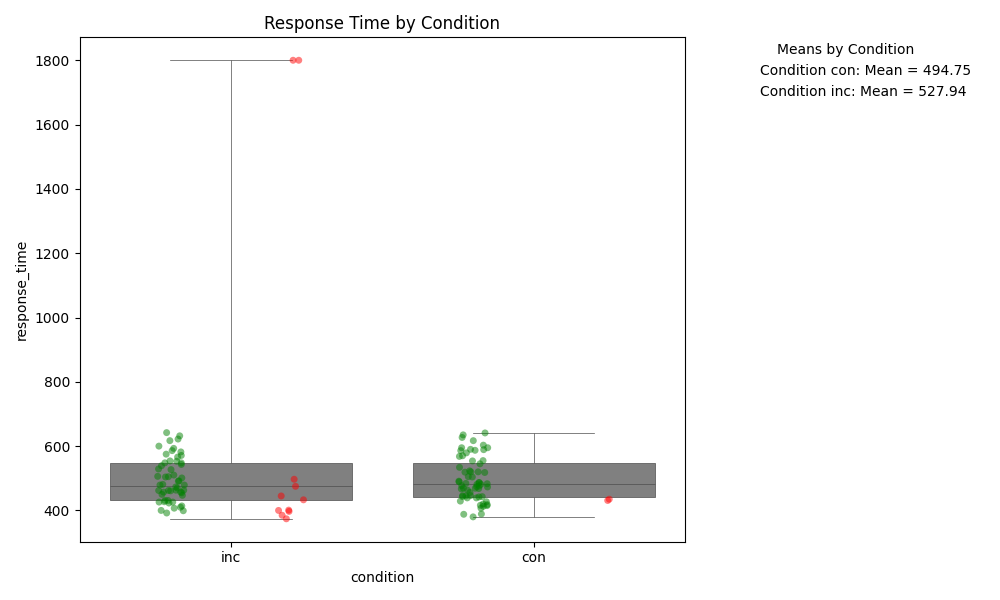 Response Time by Condition
Means by Condition
Condition con: Mean = 494.75
Condition inc: Mean = 527.94
1800
1600
1400
1200
1000
800
600
400
response_time
inc
con
condition